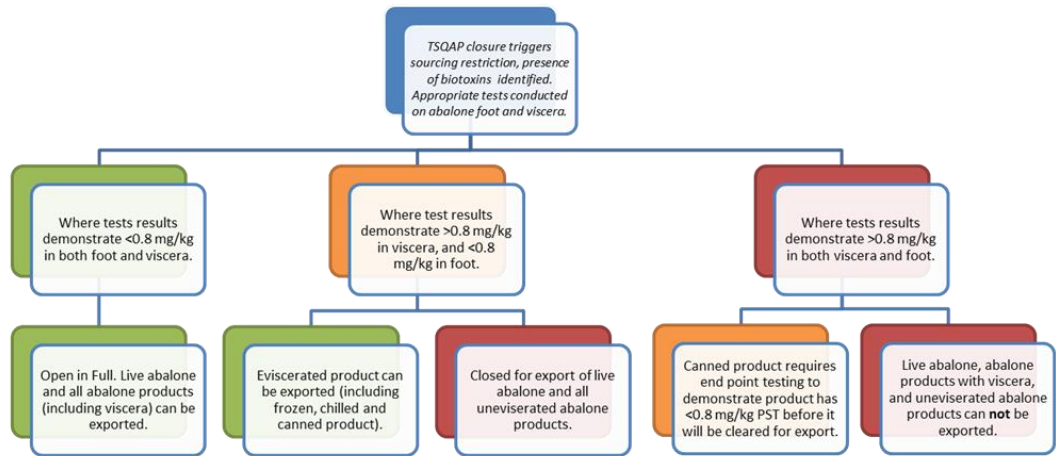 TSQAP closure triggers
sourcing restriction, presence
of biotoxins identified.
Appropriate tests conducted
on abalone foot and viscera.
Where tests results
demonstrate <0.8 mg/kg
in both foot and viscera.
Where test results
demonstrate >0.8 mg/kg
in viscera, and <0.8
mg/kg in foot.
Where tests results
demonstrate >0.8 mg/kg
in both viscera and foot.
Open in Full. Live abalone
and all abalone products
(including viscera) can be
exported.
Eviscerated product can
be exported (including
frozen, chilled and
canned product).
Closed for export of live
abalone and all
uneviserated abalone
products.
Canned product requires
end point testing to
demonstrate product has
<0.8 mg/kg PST before it
will be cleared for export.
Live abalone, abalone
products with viscera,
and uneviserated abalone
products can not be
exported.